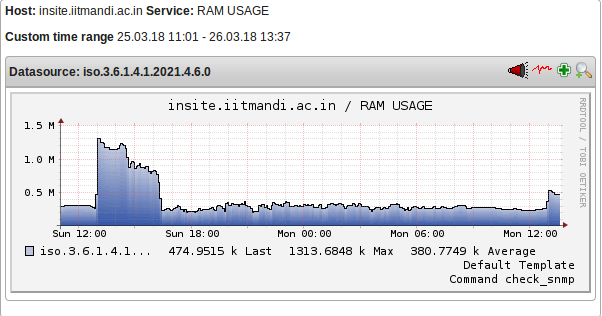 Host: insite.iitmandi.ac.in Service: RAM USAGE
Custom time range 25.03.18 11:01 - 26.03.18 13:37
Datasource: iso.3.6.1.4.1.2021.4.6.0
insite.iitmandi.ac.in / RAM USAGE
RRDTOOL / TOBI OETIKER
1.5 M
1.0 M
0.5 M
Sun 12:00 Sun 18:00 Mon 00:00 Mon 06:00 Mon 12:00
iso.3.6.1.4.1... 474.9515 k Last 1313.6848 k Max 380.7749 k Average
Default Template
Command check_snmp